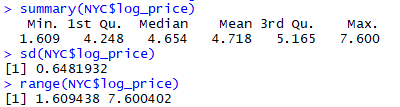 > summary(NYC$log_price)
   Min. 1st Qu.  Median    Mean 3rd Qu.    Max.
  1.609   4.248   4.654   4.718   5.165   7.600
> sd(NYC$log_price)
[1] 0.6481932
> range(NYC$log_price)
[1] 1.609438 7.600402